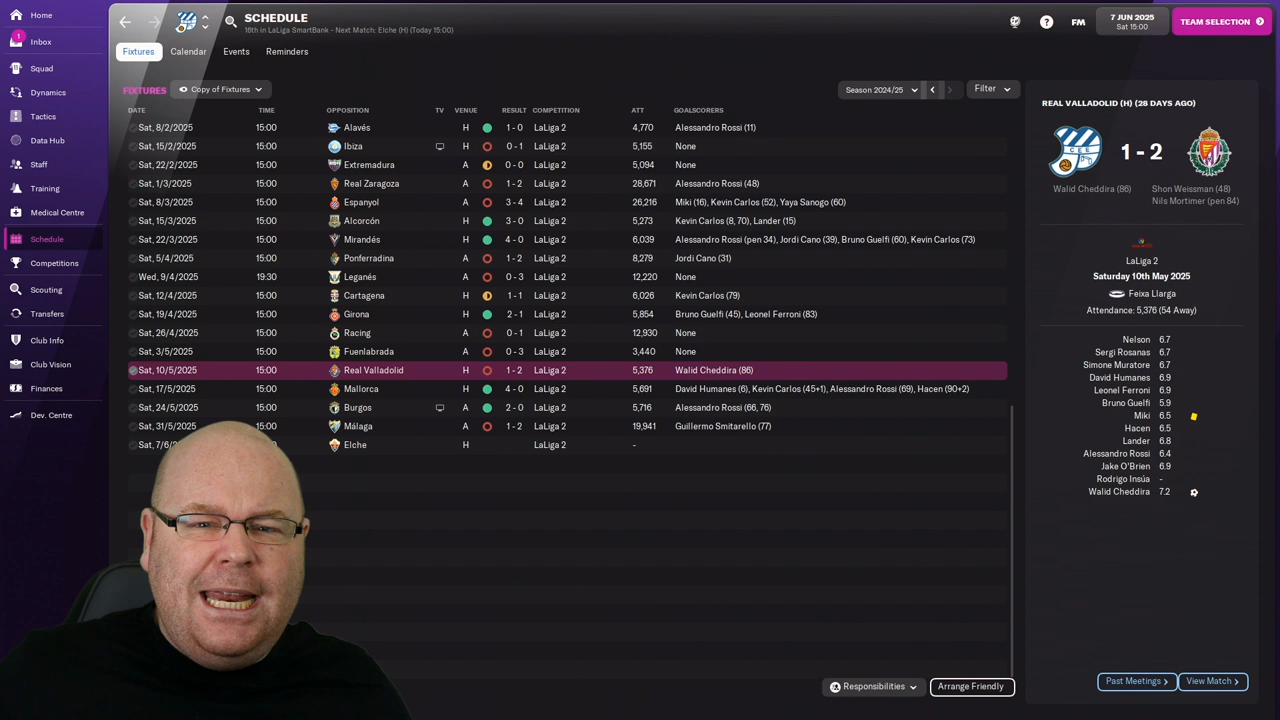 Home
1
Inbox
Squad
Dynamics
Tactics
Data Hub
Staff
Training
Medical Centre
Schedule
Competitions
Scouting
Transfers
Club Info
Club Vision
Finances
Dev. Centre
SCHEDULE
16th in LaLiga SmartBank - Next Match: Elche (H) (Today 15:00)
? FM
7 JUN 2025
Sat 15:00
TEAM SELECTION
Fixtures Calendar Events Reminders
FIXTURES Copy of Fixtures
Season 2024/25 Filter
DATE TIME OPPOSITION TV VENUE RESULT COMPETITION ATT GOALSCORERS
Sat, 8/2/2025 15:00 Alavés H 1 - 0 LaLiga 2 4,770 Alessandro Rossi (11)
Sat, 15/2/2025 15:00 Ibiza H 0 - 1 LaLiga 2 5,155 None
Sat, 22/2/2025 15:00 Extremadura A 0 - 0 LaLiga 2 5,094 None
Sat, 1/3/2025 15:00 Real Zaragoza A 1 - 2 LaLiga 2 28,671 Alessandro Rossi (48)
Sat, 8/3/2025 15:00 Espanyol A 3 - 4 LaLiga 2 26,216 Miki (16), Kevin Carlos (52), Yaya Sanogo (60)
Sat, 15/3/2025 15:00 Alcorcón H 3 - 0 LaLiga 2 5,273 Kevin Carlos (8, 70), Lander (15)
Sat, 22/3/2025 15:00 Mirandés H 4 - 0 LaLiga 2 6,039 Alessandro Rossi (pen 34), Jordi Cano (39), Bruno Guelfi (60), Kevin Carlos (73)
Sat, 5/4/2025 15:00 Ponferradina A 1 - 2 LaLiga 2 8,279 Jordi Cano (31)
Wed, 9/4/2025 19:30 Leganés A 0 - 3 LaLiga 2 12,220 None
Sat, 12/4/2025 15:00 Cartagena H 1 - 1 LaLiga 2 6,026 Kevin Carlos (79)
Sat, 19/4/2025 15:00 Girona H 2 - 1 LaLiga 2 5,854 Bruno Guelfi (45), Leonel Ferroni (83)
Sat, 26/4/2025 15:00 Racing A 0 - 1 LaLiga 2 12,930 None
Sat, 3/5/2025 15:00 Fuenlabrada A 0 - 3 LaLiga 2 3,440 None
Sat, 10/5/2025 15:00 Real Valladolid H 1 - 2 LaLiga 2 5,376 Walid Cheddira (86)
Sat, 17/5/2025 15:00 Mallorca H 4 - 0 LaLiga 2 5,691 David Humanes (6), Kevin Carlos (45+1), Alessandro Rossi (69), Hacen (90+2)
Sat, 24/5/2025 15:00 Burgos A 2 - 0 LaLiga 2 5,716 Alessandro Rossi (66, 76)
Sat, 31/5/2025 15:00 Málaga A 1 - 2 LaLiga 2 19,941 Guillermo Smitarello (77)
Sat, 7/6/2 :00 Elche H LaLiga 2 -
Responsibilities Arrange Friendly
REAL VALLADOLID (H) (28 DAYS AGO)
CEE
1 - 2
Walid Cheddira (86) Shon Weissman (48)
Nils Mortimer (pen 84)
LaLiga 2
Saturday 10th May 2025
Feixa Llarga
Attendance: 5,376 (54 Away)
Nelson 6.7
Sergi Rosanas 6.7
Simone Muratore 6.7
David Humanes 6.9
Leonel Ferroni 6.9
Bruno Guelfi 5.9
Miki 6.5
Hacen 6.5
Lander 6.8
Alessandro Rossi 6.4
Jake O'Brien 6.9
Rodrigo Insúa -
Walid Cheddira 7.2
Past Meetings View Match